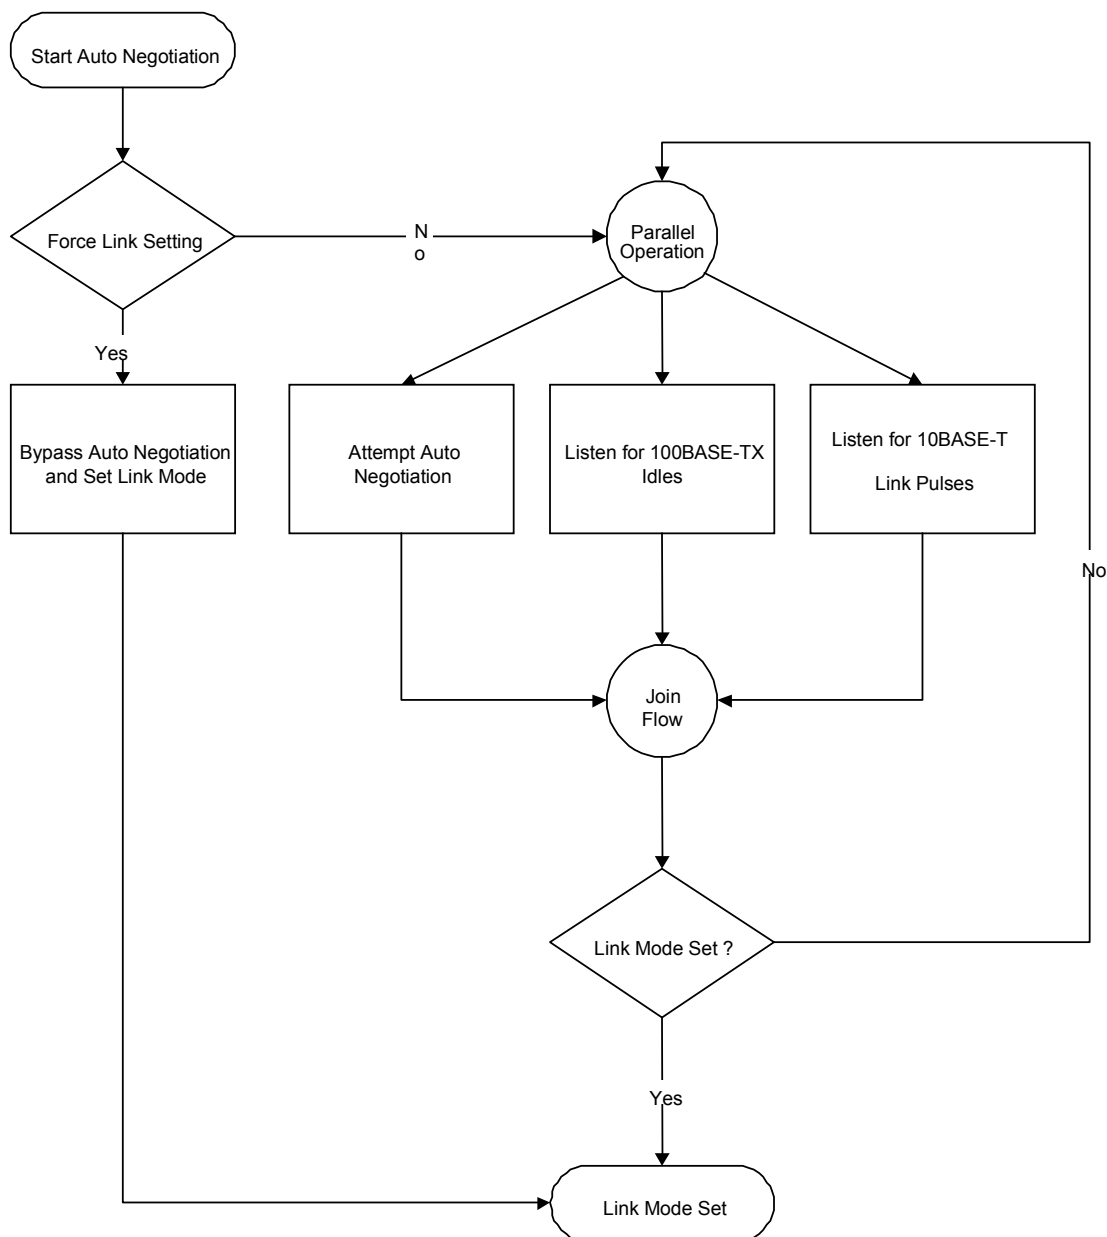 Start Auto Negotiation
Force Link Setting
N
o
Parallel
Operation
Yes
Bypass Auto Negotiation
and Set Link Mode
Attempt Auto
Negotiation
Listen for 100BASE-TX
Idles
Listen for 10BASE-T
Link Pulses
No
Join
Flow
Link Mode Set ?
Yes
Link Mode Set